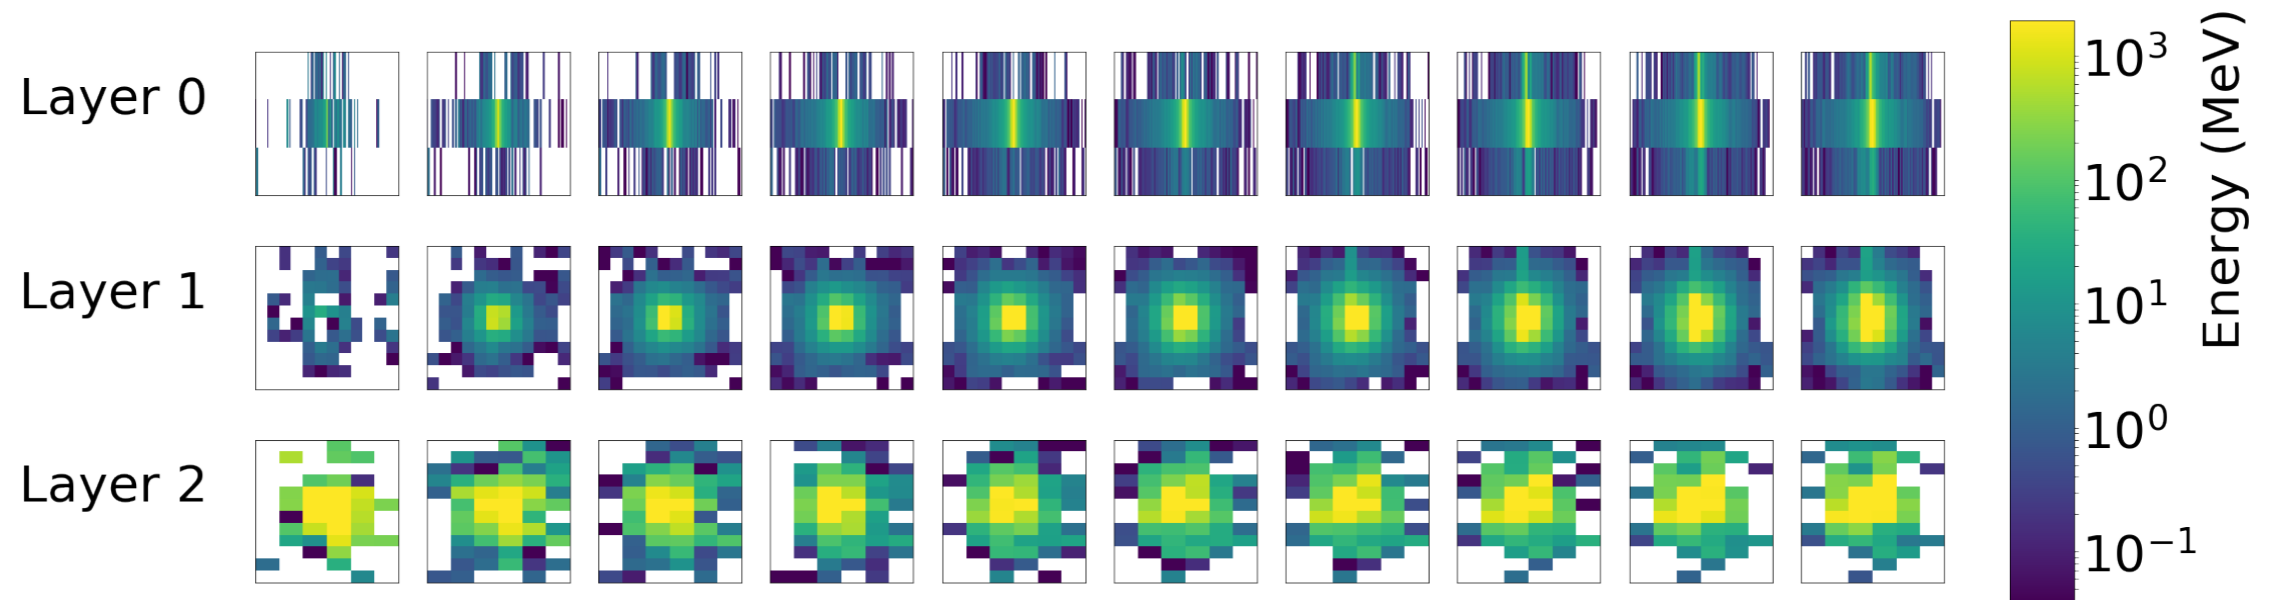 Layer 0
Layer 1
Layer 2
10³
10²
10¹
10⁰
10⁻¹
Energy (MeV)